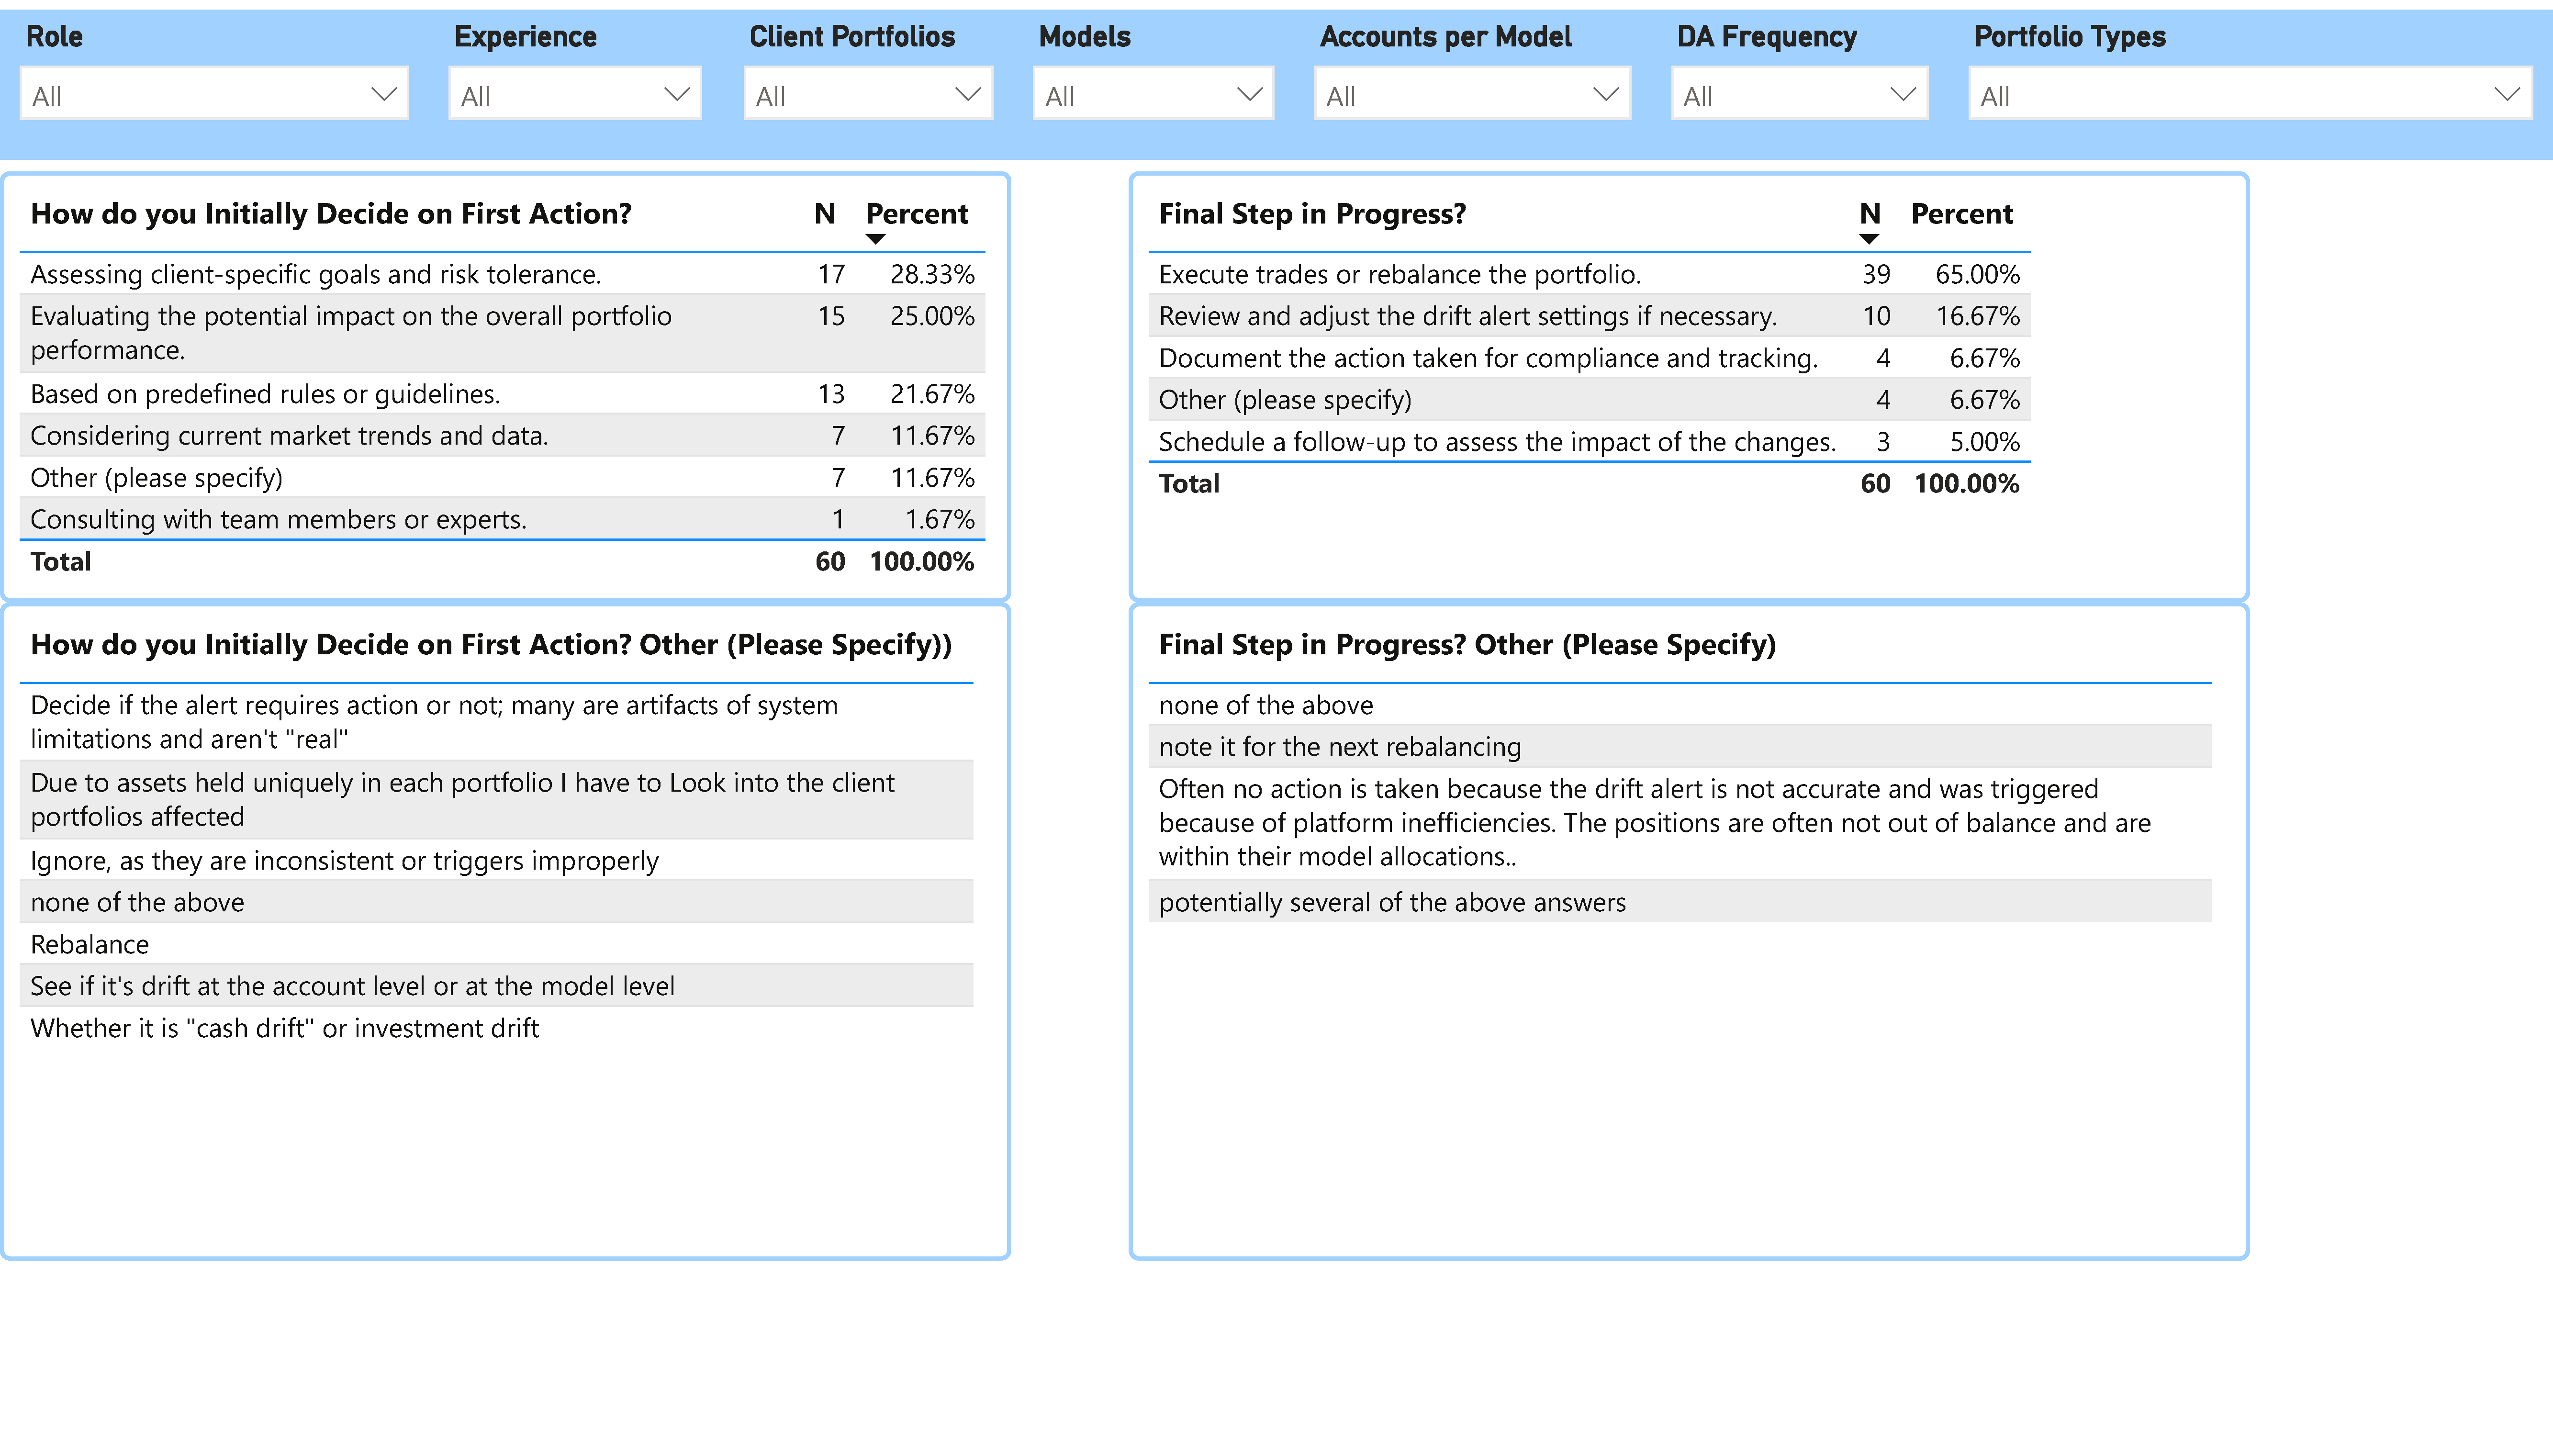 Role Experience Client Portfolios Models Accounts per Model DA Frequency Portfolio Types
All All All All All All All
How do you Initially Decide on First Action? N Percent
Assessing client-specific goals and risk tolerance. 17 28.33%
Evaluating the potential impact on the overall portfolio 15 25.00%
performance.
Based on predefined rules or guidelines. 13 21.67%
Considering current market trends and data. 7 11.67%
Other (please specify) 7 11.67%
Consulting with team members or experts. 1 1.67%
Total 60 100.00%
Final Step in Progress? N Percent
Execute trades or rebalance the portfolio. 39 65.00%
Review and adjust the drift alert settings if necessary. 10 16.67%
Document the action taken for compliance and tracking. 4 6.67%
Other (please specify) 4 6.67%
Schedule a follow-up to assess the impact of the changes. 3 5.00%
Total 60 100.00%
How do you Initially Decide on First Action? Other (Please Specify))
Decide if the alert requires action or not; many are artifacts of system
limitations and aren't "real"
Due to assets held uniquely in each portfolio I have to Look into the client
portfolios affected
Ignore, as they are inconsistent or triggers improperly
none of the above
Rebalance
See if it's drift at the account level or at the model level
Whether it is "cash drift" or investment drift
Final Step in Progress? Other (Please Specify)
none of the above
note it for the next rebalancing
Often no action is taken because the drift alert is not accurate and was triggered
because of platform inefficiencies. The positions are often not out of balance and are
within their model allocations..
potentially several of the above answers